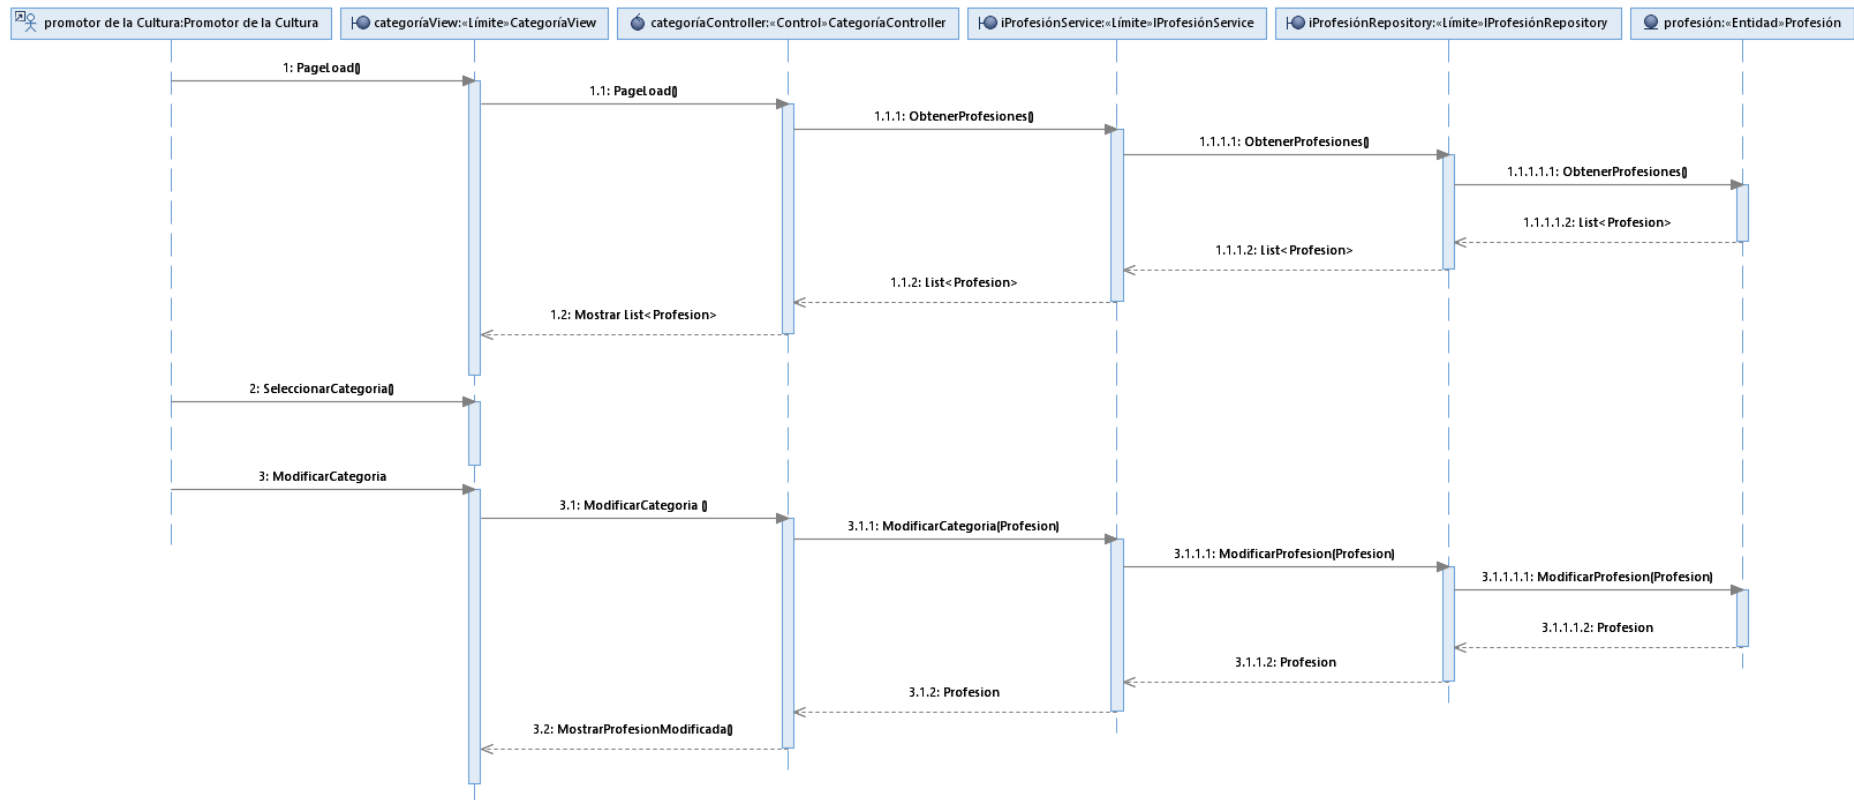 promotor de la Cultura:Promotor de la Cultura
categoríaView:«Límite»CategoríaView
categoríaController:«Control»CategoríaController
iProfesiónService:«Límite»IProfesiónService
iProfesiónRepository:«Límite»IProfesiónRepository
profesión:«Entidad»Profesión
1: PageLoad()
1.1: PageLoad()
1.1.1: ObtenerProfesiones()
1.1.1.1: ObtenerProfesiones()
1.1.1.1.1: ObtenerProfesiones()
1.1.1.1.2: List<Profesion>
1.1.1.2: List<Profesion>
1.1.2: List<Profesion>
1.2: Mostrar List<Profesion>
2: SeleccionarCategoria()
3: ModificarCategoria
3.1: ModificarCategoria ()
3.1.1: ModificarCategoria(Profesion)
3.1.1.1: ModificarProfesion(Profesion)
3.1.1.1.1: ModificarProfesion(Profesion)
3.1.1.1.2: Profesion
3.1.1.2: Profesion
3.1.2: Profesion
3.2: MostrarProfesionModificada()